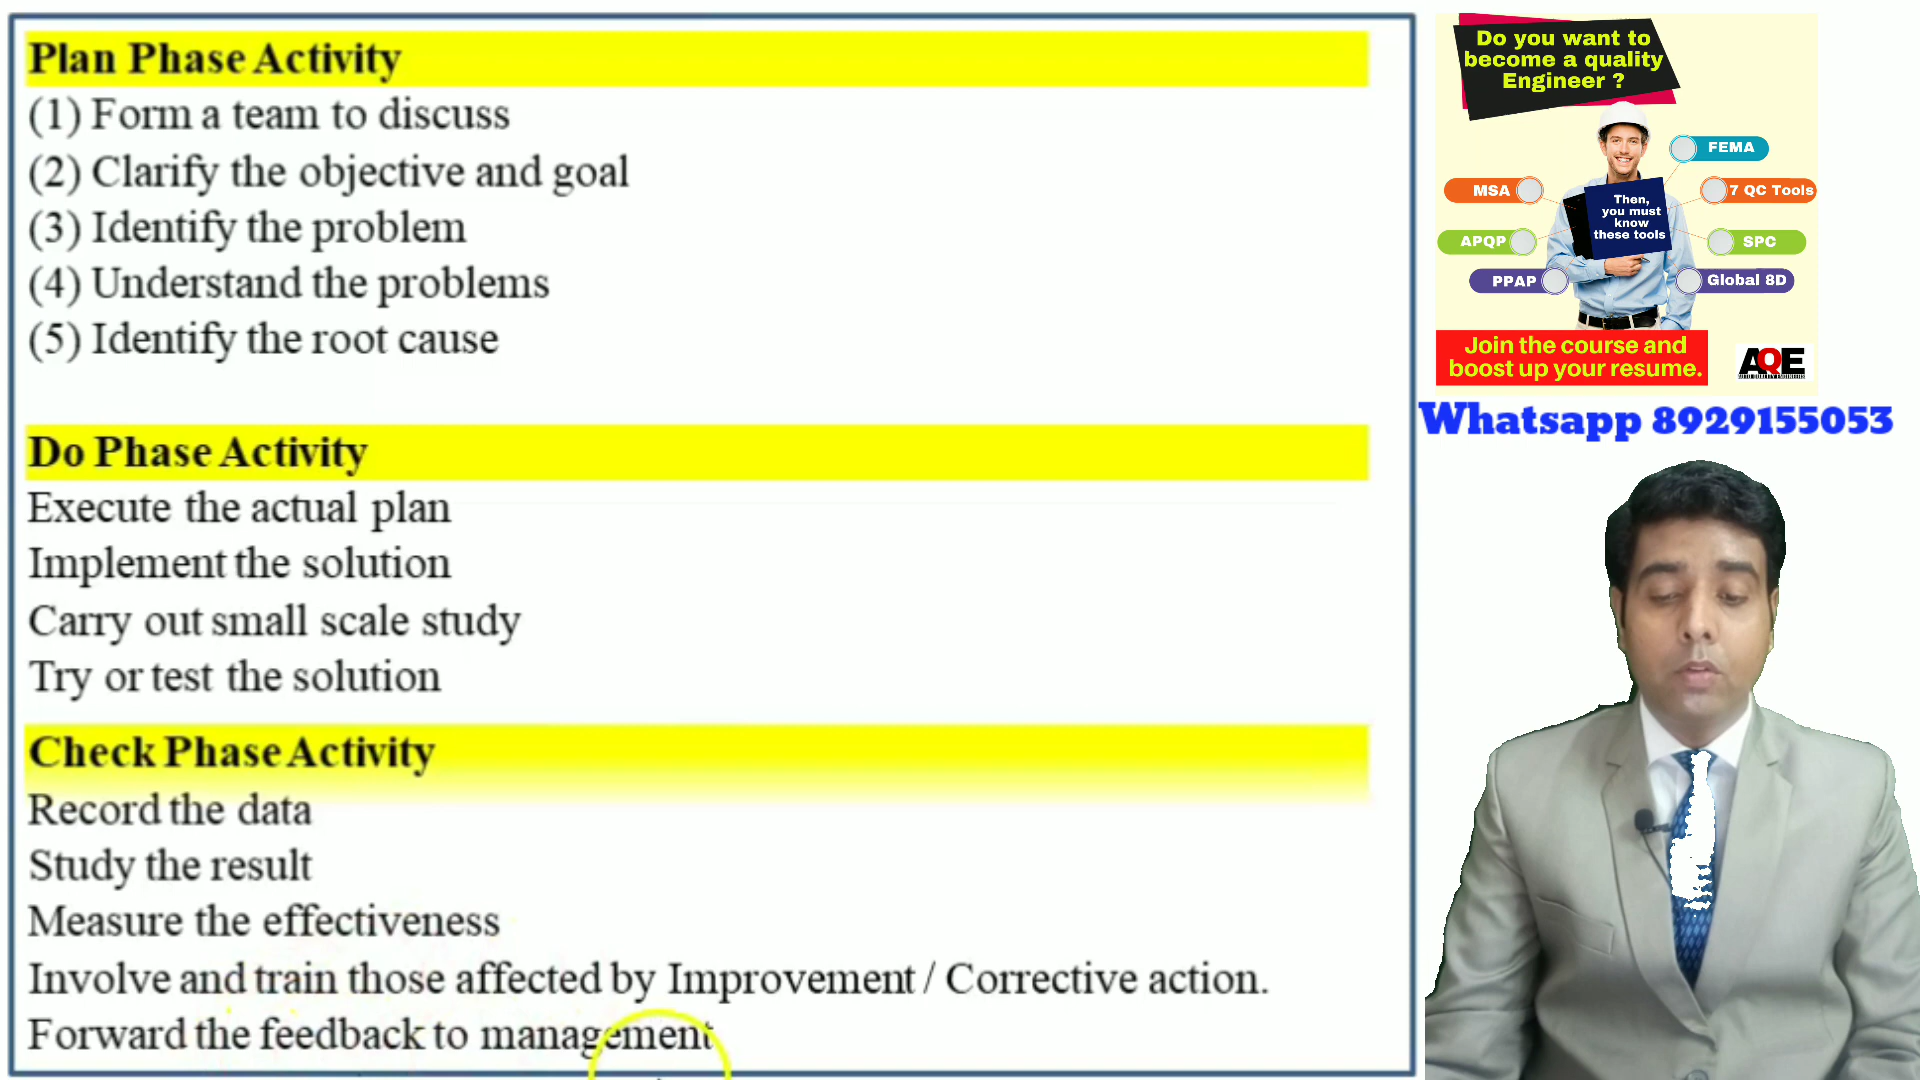 Plan Phase Activity
(1) Form a team to discuss
(2) Clarify the objective and goal
(3) Identify the problem
(4) Understand the problems
(5) Identify the root cause
Do Phase Activity
Execute the actual plan
Implement the solution
Carry out small scale study
Try or test the solution
Check Phase Activity
Record the data
Study the result
Measure the effectiveness
Involve and train those affected by Improvement / Corrective action.
Forward the feedback to management
Do you want to
become a quality
Engineer ?
FEMA
MSA
7 QC Tools
Then,
you must
know
these tools
APQP
SPC
PPAP
Global 8D
Join the course and
boost up your resume.
AQE
AUTO QUALITY ENGINEERS
Whatsapp 8929155053